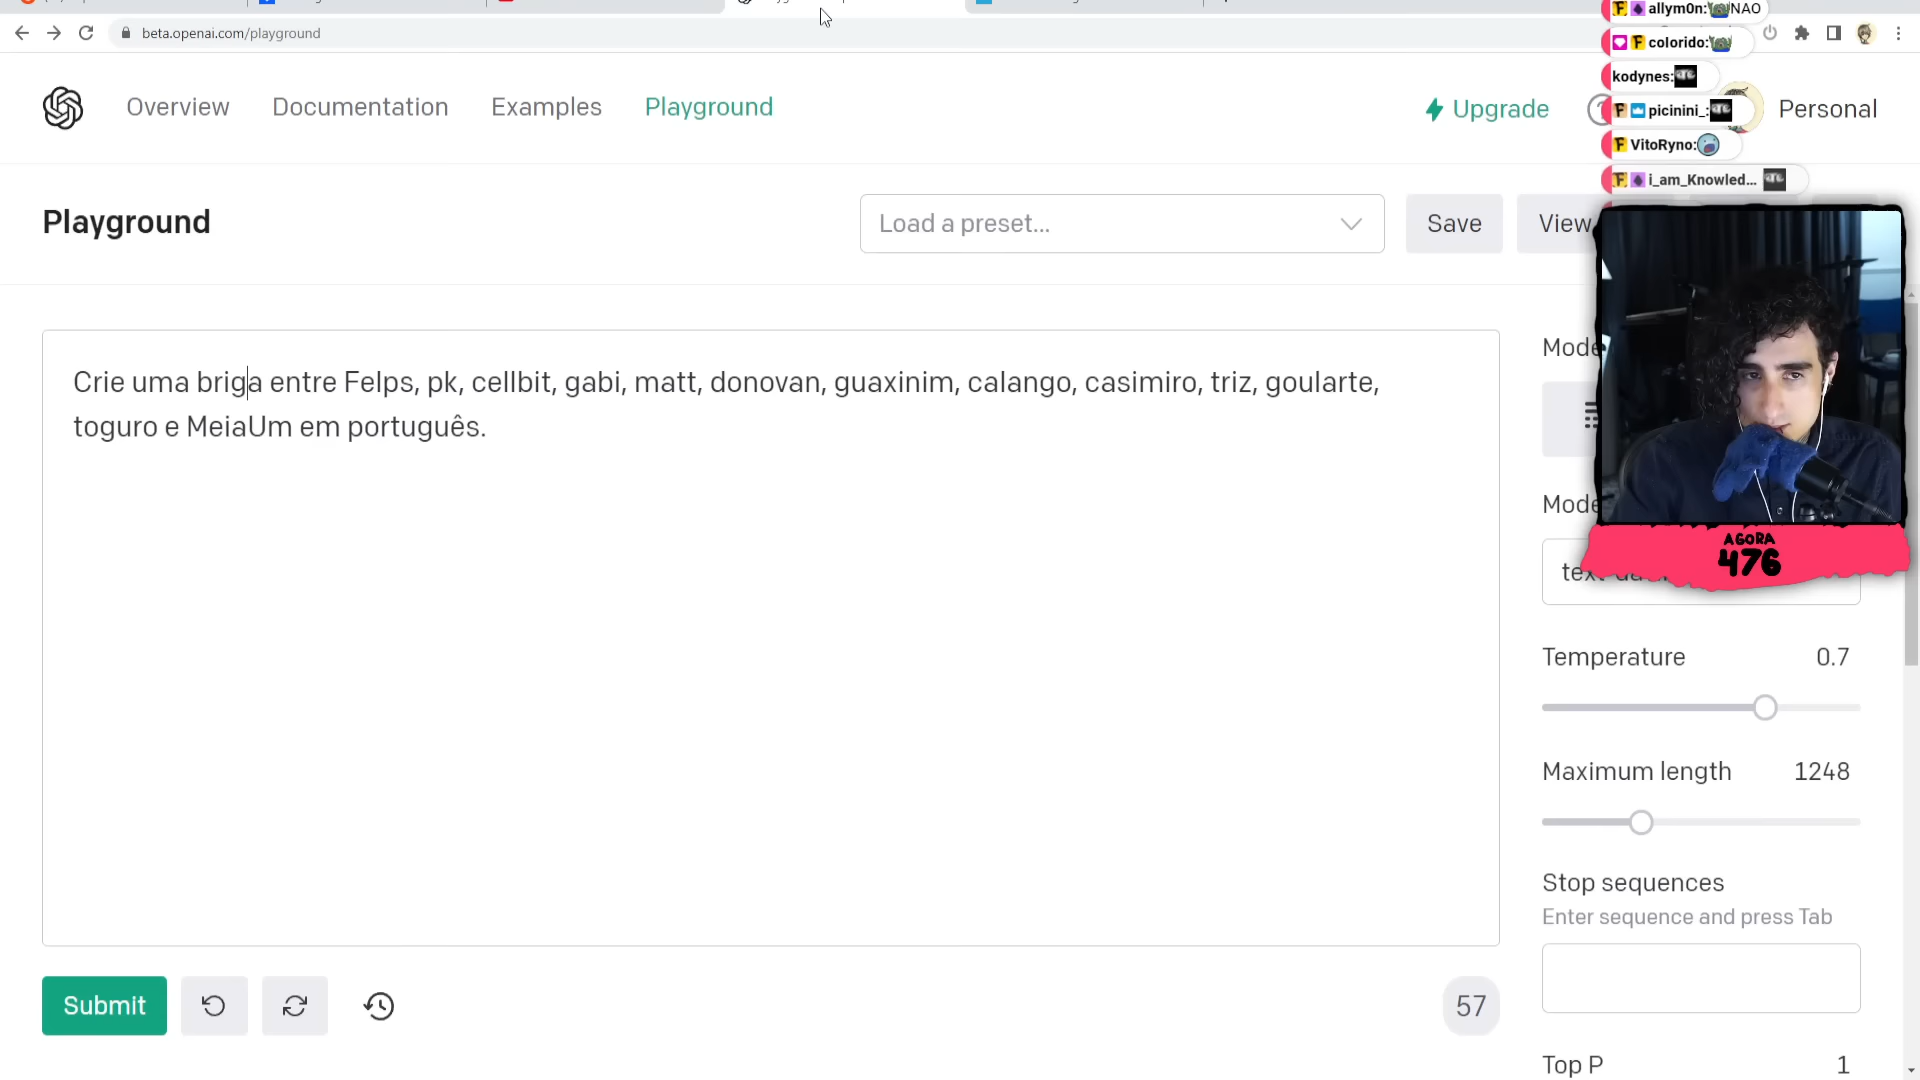 beta.openai.com/playground
allym0n: NAO
colorido:
kodynes:
picinini_:
VitoRyno:
i_am_Knowled...
Overview
Documentation
Examples
Playground
Upgrade
Personal
Playground
Load a preset...
Save
View
Crie uma briga entre Felps, pk, cellbit, gabi, matt, donovan, guaxinim, calango, casimiro, triz, goularte,
toguro e MeiaUm em português.
Mode
Mode
AGORA
476
Temperature
0.7
Maximum length
1248
Stop sequences
Enter sequence and press Tab
Submit
57
Top P
1